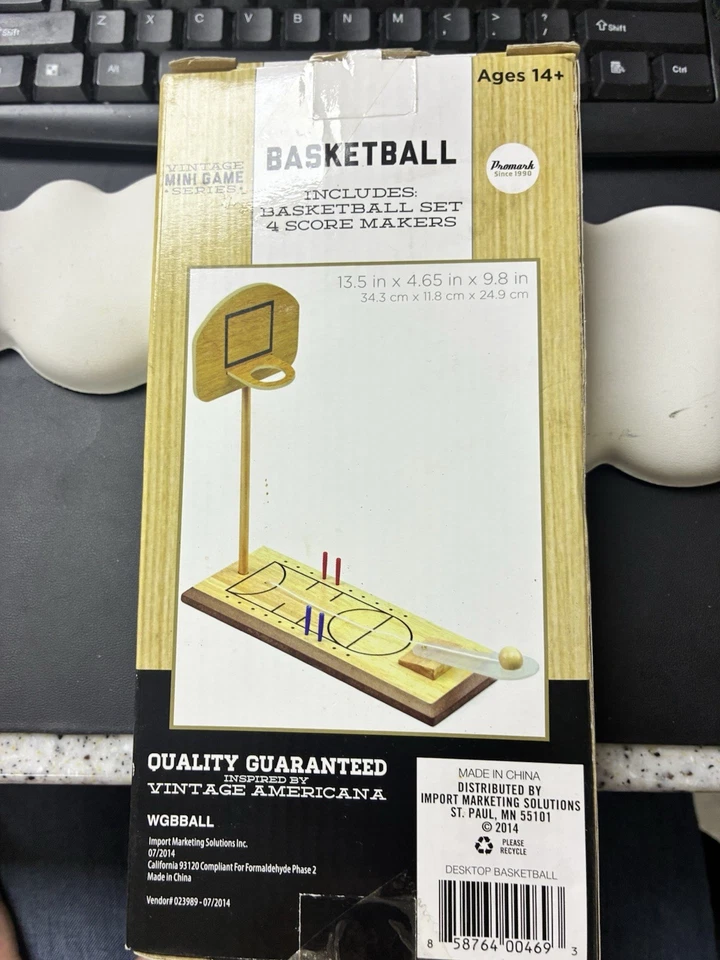 Z X C V B N M < , > . ? / Shift
Shift
Alt Ctrl
Ages 14+
VINTAGE
MINI GAME
SERIES
BASKETBALL
Promark
Since 1990
INCLUDES:
BASKETBALL SET
4 SCORE MAKERS
13.5 in x 4.65 in x 9.8 in
34.3 cm x 11.8 cm x 24.9 cm
QUALITY GUARANTEED
INSPIRED BY
VINTAGE AMERICANA
WGBBALL
Import Marketing Solutions Inc.
07/2014
California 93120 Compliant For Formaldehyde Phase 2
Made in China
Vendor# 023989 - 07/2014
MADE IN CHINA
DISTRIBUTED BY
IMPORT MARKETING SOLUTIONS
ST. PAUL, MN 55101
© 2014
PLEASE
RECYCLE
DESKTOP BASKETBALL
8 58764 00469 3